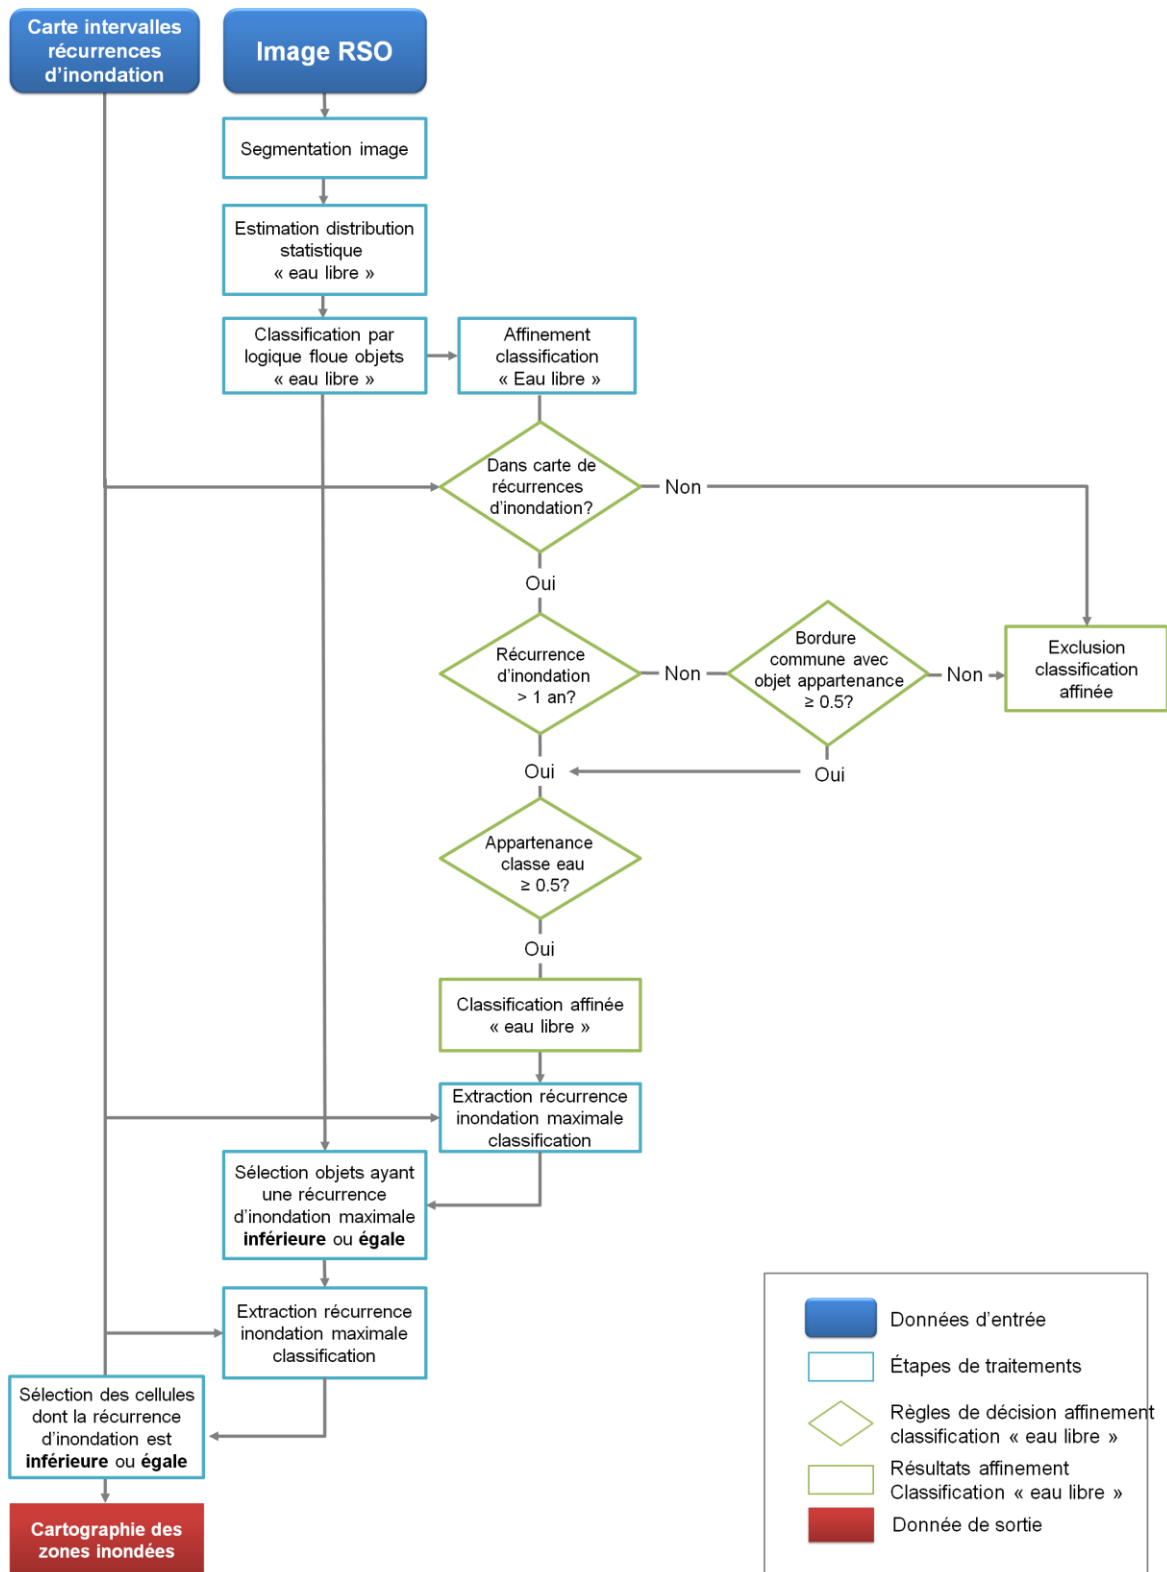 Carte intervalles
récurrences
d'inondation
Image RSO
Segmentation image
Estimation distribution
statistique
« eau libre »
Classification par
logique floue objets
« eau libre »
Affinement
classification
« Eau libre »
Dans carte de
récurrences
d'inondation?
Non
Oui
Récurrence
d'inondation
> 1 an?
Non
Bordure
commune avec
objet appartenance
≥ 0.5?
Non
Exclusion
classification
affinée
Oui
Oui
Appartenance
classe eau
≥ 0.5?
Oui
Classification affinée
« eau libre »
Extraction récurrence
inondation maximale
classification
Sélection objets ayant
une récurrence
d'inondation maximale
inférieure ou égale
Extraction récurrence
inondation maximale
classification
Sélection des cellules
dont la récurrence
d'inondation est
inférieure ou égale
Cartographie des
zones inondées
Données d'entrée
Étapes de traitements
Règles de décision affinement
classification « eau libre »
Résultats affinement
Classification « eau libre »
Donnée de sortie